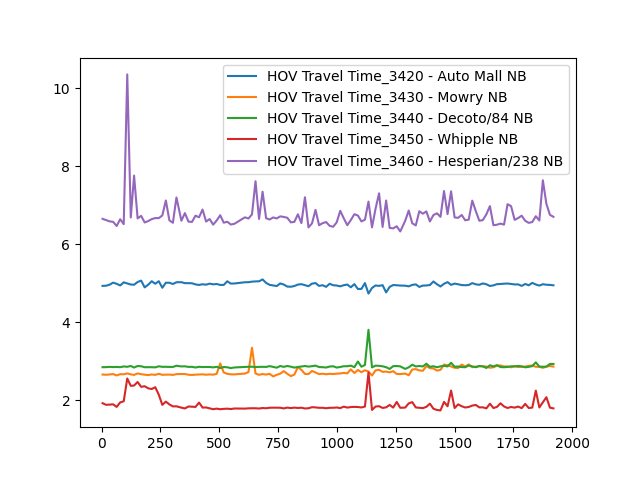 HOV Travel Time_3420 - Auto Mall NB
HOV Travel Time_3430 - Mowry NB
HOV Travel Time_3440 - Decoto/84 NB
HOV Travel Time_3450 - Whipple NB
HOV Travel Time_3460 - Hesperian/238 NB
10
8
6
4
2
0 250 500 750 1000 1250 1500 1750 2000